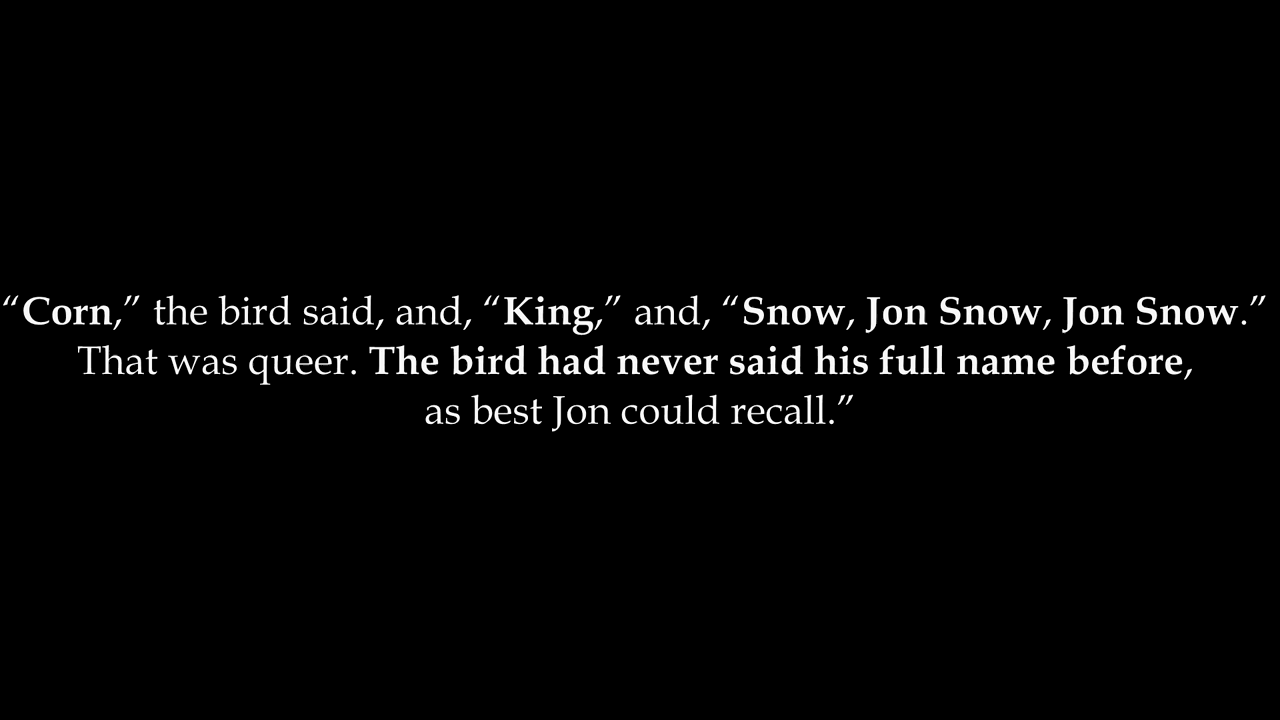 “Corn,” the bird said, and, “King,” and, “Snow, Jon Snow, Jon Snow.”
That was queer. The bird had never said his full name before,
as best Jon could recall.”